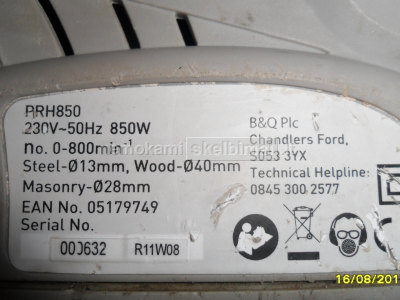 PRH850
230V~50Hz 850W
no. 0-800min⁻¹
Steel-Ø13mm, Wood-Ø40mm
Masonry-Ø28mm
EAN No. 05179749
Serial No.
000632 R11W08
B&Q Plc
Chandlers Ford,
SO53 3YX
Technical Helpline:
0845 300 2577
16/08/201